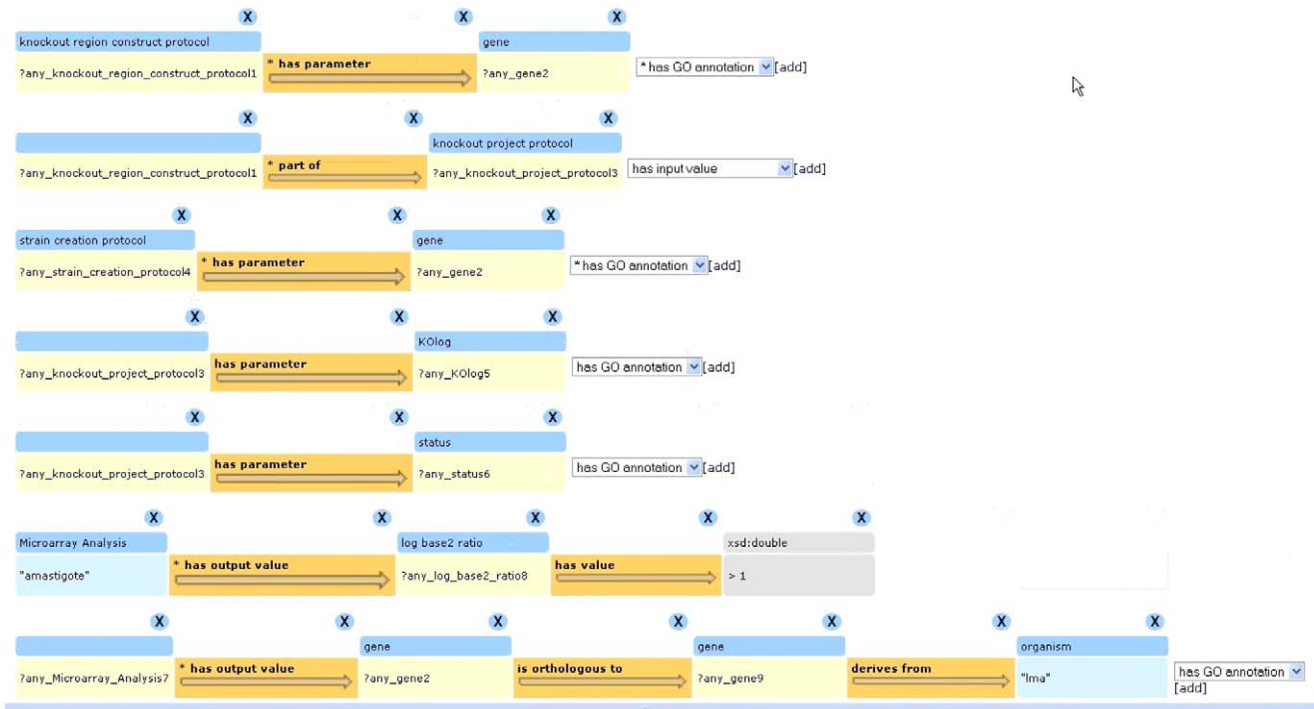 X X X
knockout region construct protocol gene
* has parameter
?any_knockout_region_construct_protocol1 ?any_gene2 * has GO annotation [add]
X X X
knockout project protocol
* part of
?any_knockout_region_construct_protocol1 ?any_knockout_project_protocol3 has input value [add]
X X X
strain creation protocol gene
* has parameter
?any_strain_creation_protocol4 ?any_gene2 * has GO annotation [add]
X X X
KOlog
has parameter
?any_knockout_project_protocol3 ?any_KOlog5 has GO annotation [add]
X X X
status
has parameter
?any_knockout_project_protocol3 ?any_status6 has GO annotation [add]
X X X X X
Microarray Analysis log base2 ratio xsd:double
* has output value has value
"amastigote" ?any_log_base2_ratio8 > 1
X X X X X X X
gene gene organism
* has output value is orthologous to derives from
?any_Microarray_Analysis7 ?any_gene2 ?any_gene9 "lma" has GO annotation
[add]